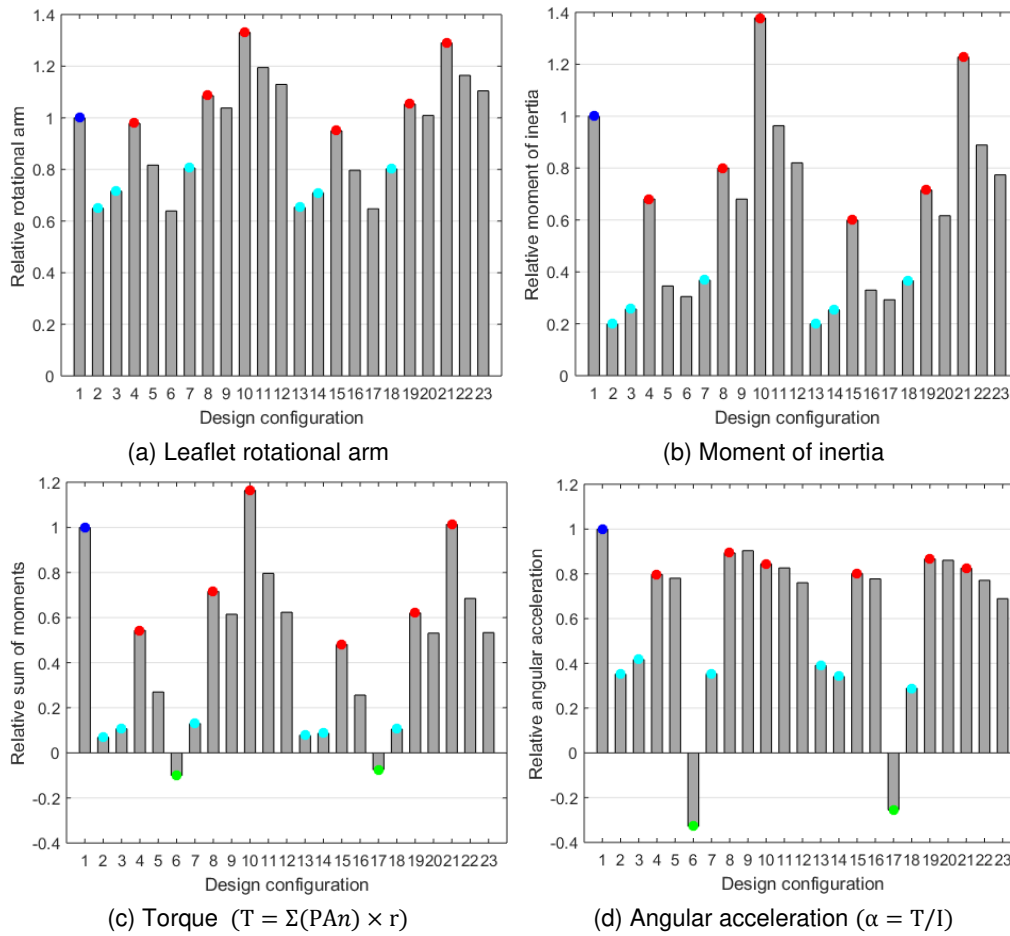 Relative rotational arm
1.4
1.2
1
0.8
0.6
0.4
0.2
0
1 2 3 4 5 6 7 8 9 10 11 12 13 14 15 16 17 18 19 20 21 22 23
Design configuration
(a) Leaflet rotational arm
Relative moment of inertia
1.4
1.2
1
0.8
0.6
0.4
0.2
0
1 2 3 4 5 6 7 8 9 10 11 12 13 14 15 16 17 18 19 20 21 22 23
Design configuration
(b) Moment of inertia
Relative sum of moments
1.2
1
0.8
0.6
0.4
0.2
0
-0.2
-0.4
1 2 3 4 5 6 7 8 9 10 11 12 13 14 15 16 17 18 19 20 21 22 23
Design configuration
(c) Torque (T = Σ(PAn) × r)
Relative angular acceleration
1.2
1
0.8
0.6
0.4
0.2
0
-0.2
-0.4
1 2 3 4 5 6 7 8 9 10 11 12 13 14 15 16 17 18 19 20 21 22 23
Design configuration
(d) Angular acceleration (α = T/I)